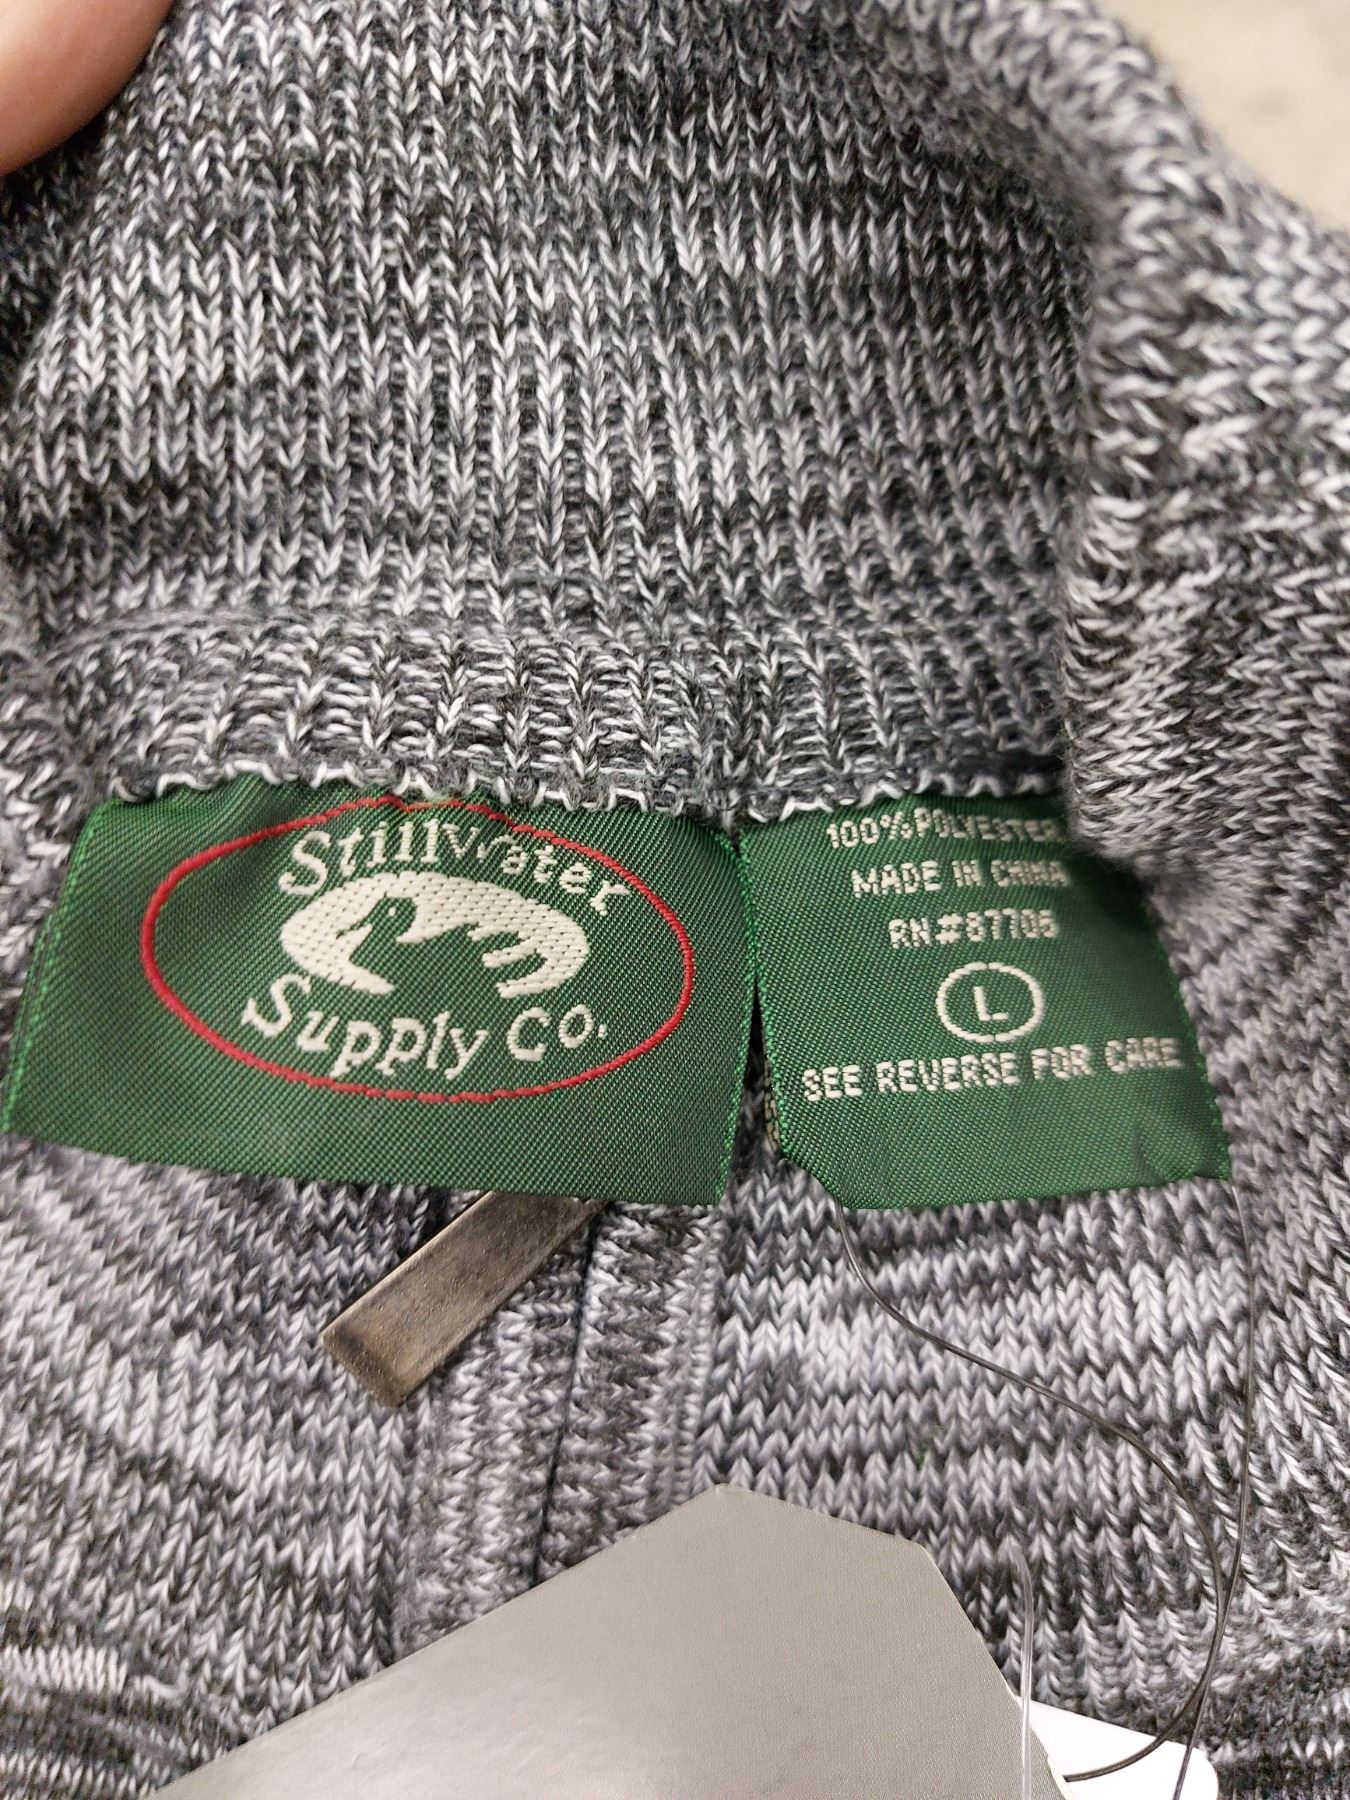 Stillwater
Supply Co.
100% POLYESTER
MADE IN CHINA
RN#87706
L
SEE REVERSE FOR CARE